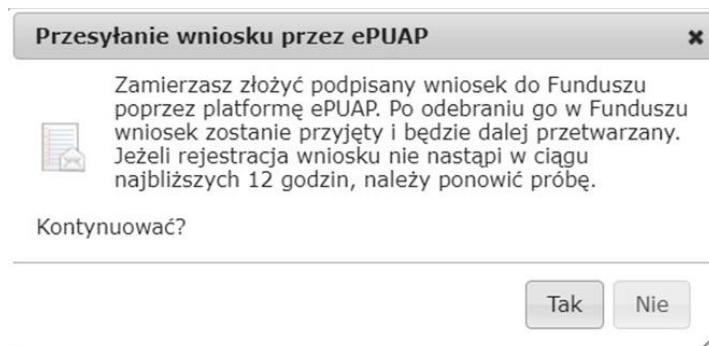 Przesyłanie wniosku przez ePUAP
Zamierzasz złożyć podpisany wniosek do Funduszu
poprzez platformę ePUAP. Po odebraniu go w Funduszu
wniosek zostanie przyjęty i będzie dalej przetwarzany.
Jeżeli rejestracja wniosku nie nastąpi w ciągu
najbliższych 12 godzin, należy ponowić próbę.
Kontynuować?
Tak
Nie